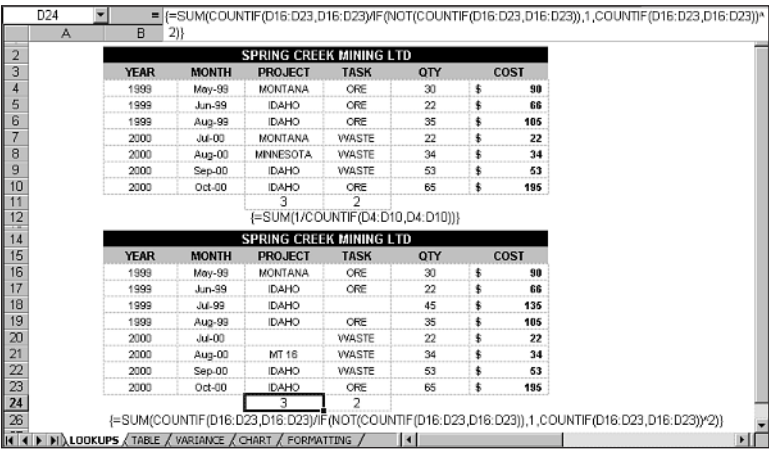 D24 = {=SUM(COUNTIF(D16:D23,D16:D23)/IF(NOT(COUNTIF(D16:D23,D16:D23)),1,COUNTIF(D16:D23,D16:D23))^
A B 2)}
2 SPRING CREEK MINING LTD
3 YEAR MONTH PROJECT TASK QTY COST
4 1999 May-99 MONTANA ORE 30 $ 90
5 1999 Jun-99 IDAHO ORE 22 $ 66
6 1999 Aug-99 IDAHO ORE 35 $ 105
7 2000 Jul-00 MONTANA WASTE 22 $ 22
8 2000 Aug-00 MINNESOTA WASTE 34 $ 34
9 2000 Sep-00 IDAHO WASTE 53 $ 53
10 2000 Oct-00 IDAHO ORE 65 $ 195
11 3 2
12 {=SUM(1/COUNTIF(D4:D10,D4:D10))}
14 SPRING CREEK MINING LTD
15 YEAR MONTH PROJECT TASK QTY COST
16 1999 May-99 MONTANA ORE 30 $ 90
17 1999 Jun-99 IDAHO ORE 22 $ 66
18 1999 Jul-99 IDAHO 45 $ 135
19 1999 Aug-99 IDAHO ORE 35 $ 105
20 2000 Jul-00 WASTE 22 $ 22
21 2000 Aug-00 MT 16 WASTE 34 $ 34
22 2000 Sep-00 IDAHO WASTE 53 $ 53
23 2000 Oct-00 IDAHO ORE 65 $ 195
24 3 2
26 {=SUM(COUNTIF(D16:D23,D16:D23)/IF(NOT(COUNTIF(D16:D23,D16:D23)),1,COUNTIF(D16:D23,D16:D23))^2)}
LOOKUPS / TABLE / VARIANCE / CHART / FORMATTING /